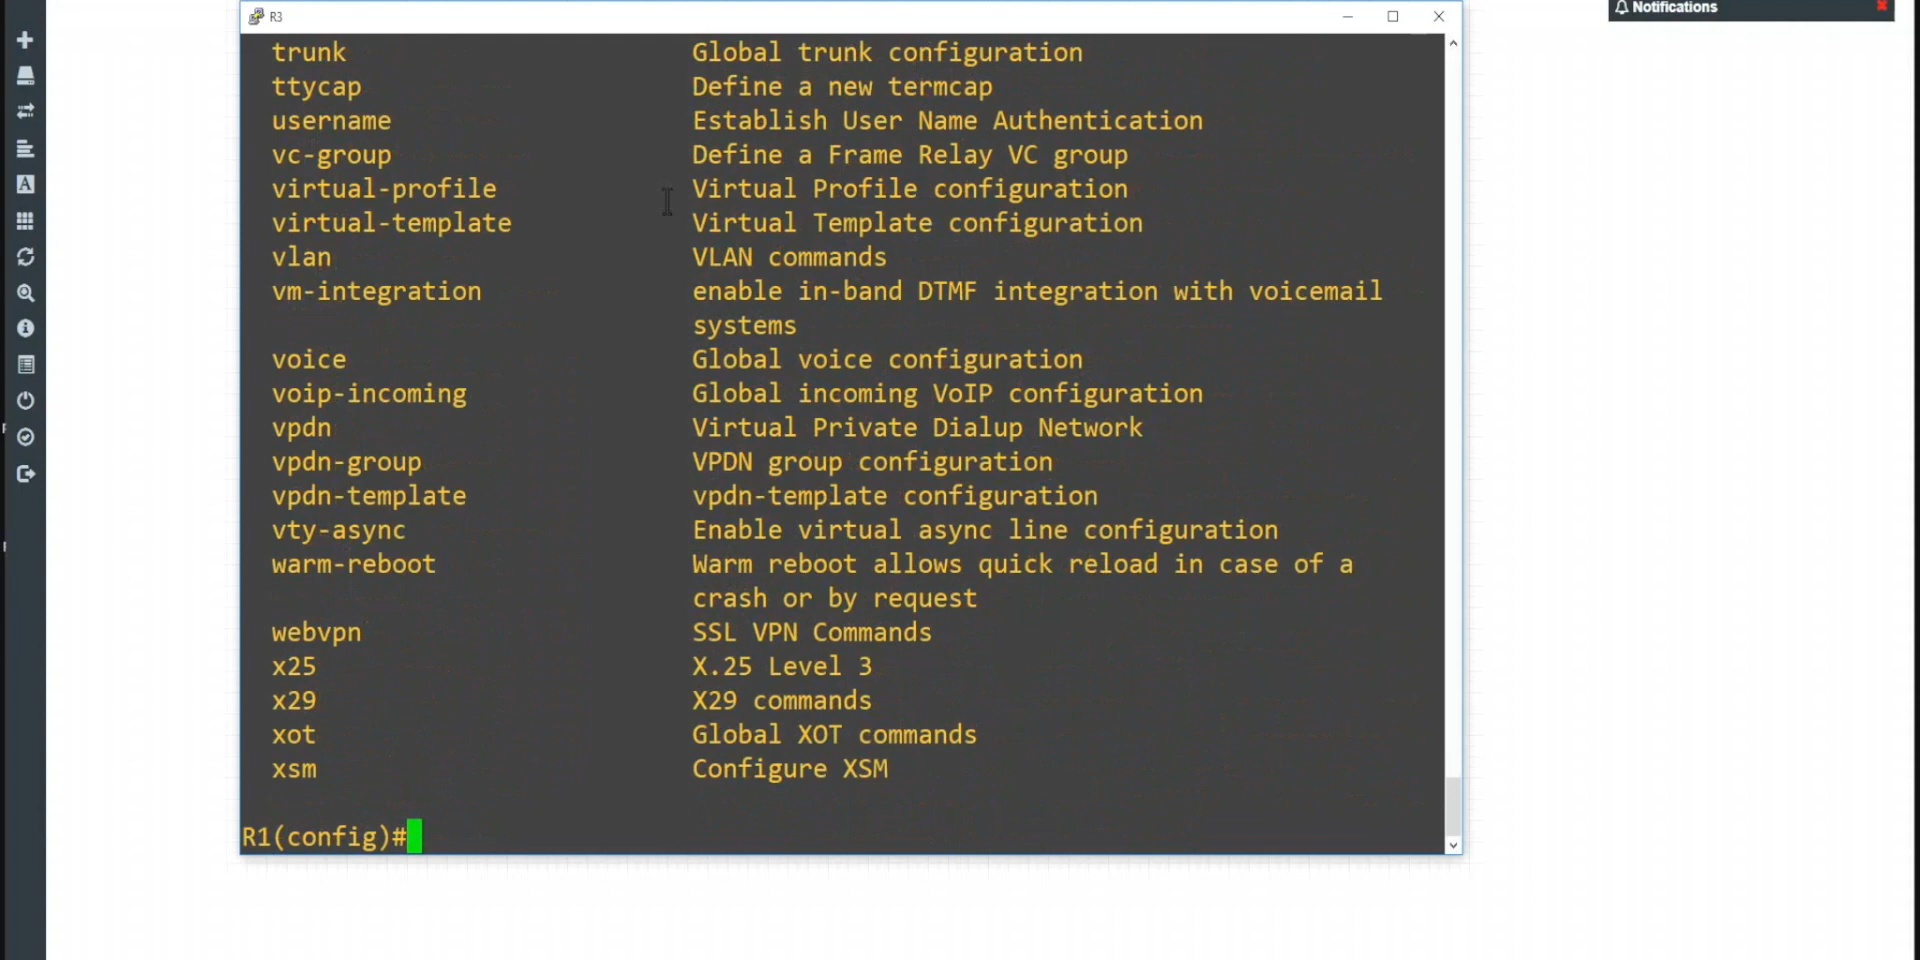 R3
Notifications
trunk Global trunk configuration
ttycap Define a new termcap
username Establish User Name Authentication
vc-group Define a Frame Relay VC group
virtual-profile Virtual Profile configuration
virtual-template Virtual Template configuration
vlan VLAN commands
vm-integration enable in-band DTMF integration with voicemail
systems
voice Global voice configuration
voip-incoming Global incoming VoIP configuration
vpdn Virtual Private Dialup Network
vpdn-group VPDN group configuration
vpdn-template vpdn-template configuration
vty-async Enable virtual async line configuration
warm-reboot Warm reboot allows quick reload in case of a
crash or by request
webvpn SSL VPN Commands
x25 X.25 Level 3
x29 X29 commands
xot Global XOT commands
xsm Configure XSM
R1(config)#